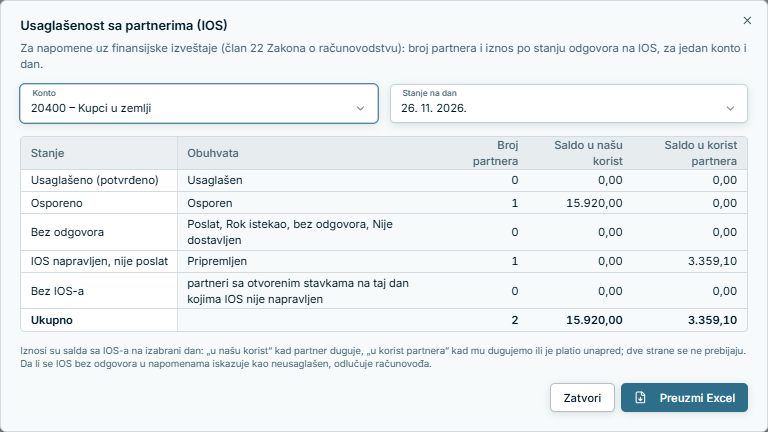 Usaglašenost sa partnerima (IOS)
Za napomene uz finansijske izveštaje (član 22 Zakona o računovodstvu): broj partnera i iznos po stanju odgovora na IOS, za jedan konto i
dan.
Konto
20400 – Kupci u zemlji
Stanje na dan
26. 11. 2026.
Stanje Obuhvata Broj partnera Saldo u našu korist Saldo u korist partnera
Usaglašeno (potvrđeno) Usaglašen 0 0,00 0,00
Osporeno Osporen 1 15.920,00 0,00
Bez odgovora Poslat, Rok istekao, bez odgovora, Nije dostavljen 0 0,00 0,00
IOS napravljen, nije poslat Pripremljen 1 0,00 3.359,10
Bez IOS-a partneri sa otvorenim stavkama na taj dan kojima IOS nije napravljen 0 0,00 0,00
Ukupno 2 15.920,00 3.359,10
Iznosi su salda sa IOS-a na izabrani dan: „u našu korist“ kad partner duguje, „u korist partnera“ kad mu dugujemo ili je platio unapred; dve strane se ne prebijaju.
Da li se IOS bez odgovora u napomenama iskazuje kao neusaglašen, odlučuje računovođa.
Zatvori
Preuzmi Excel